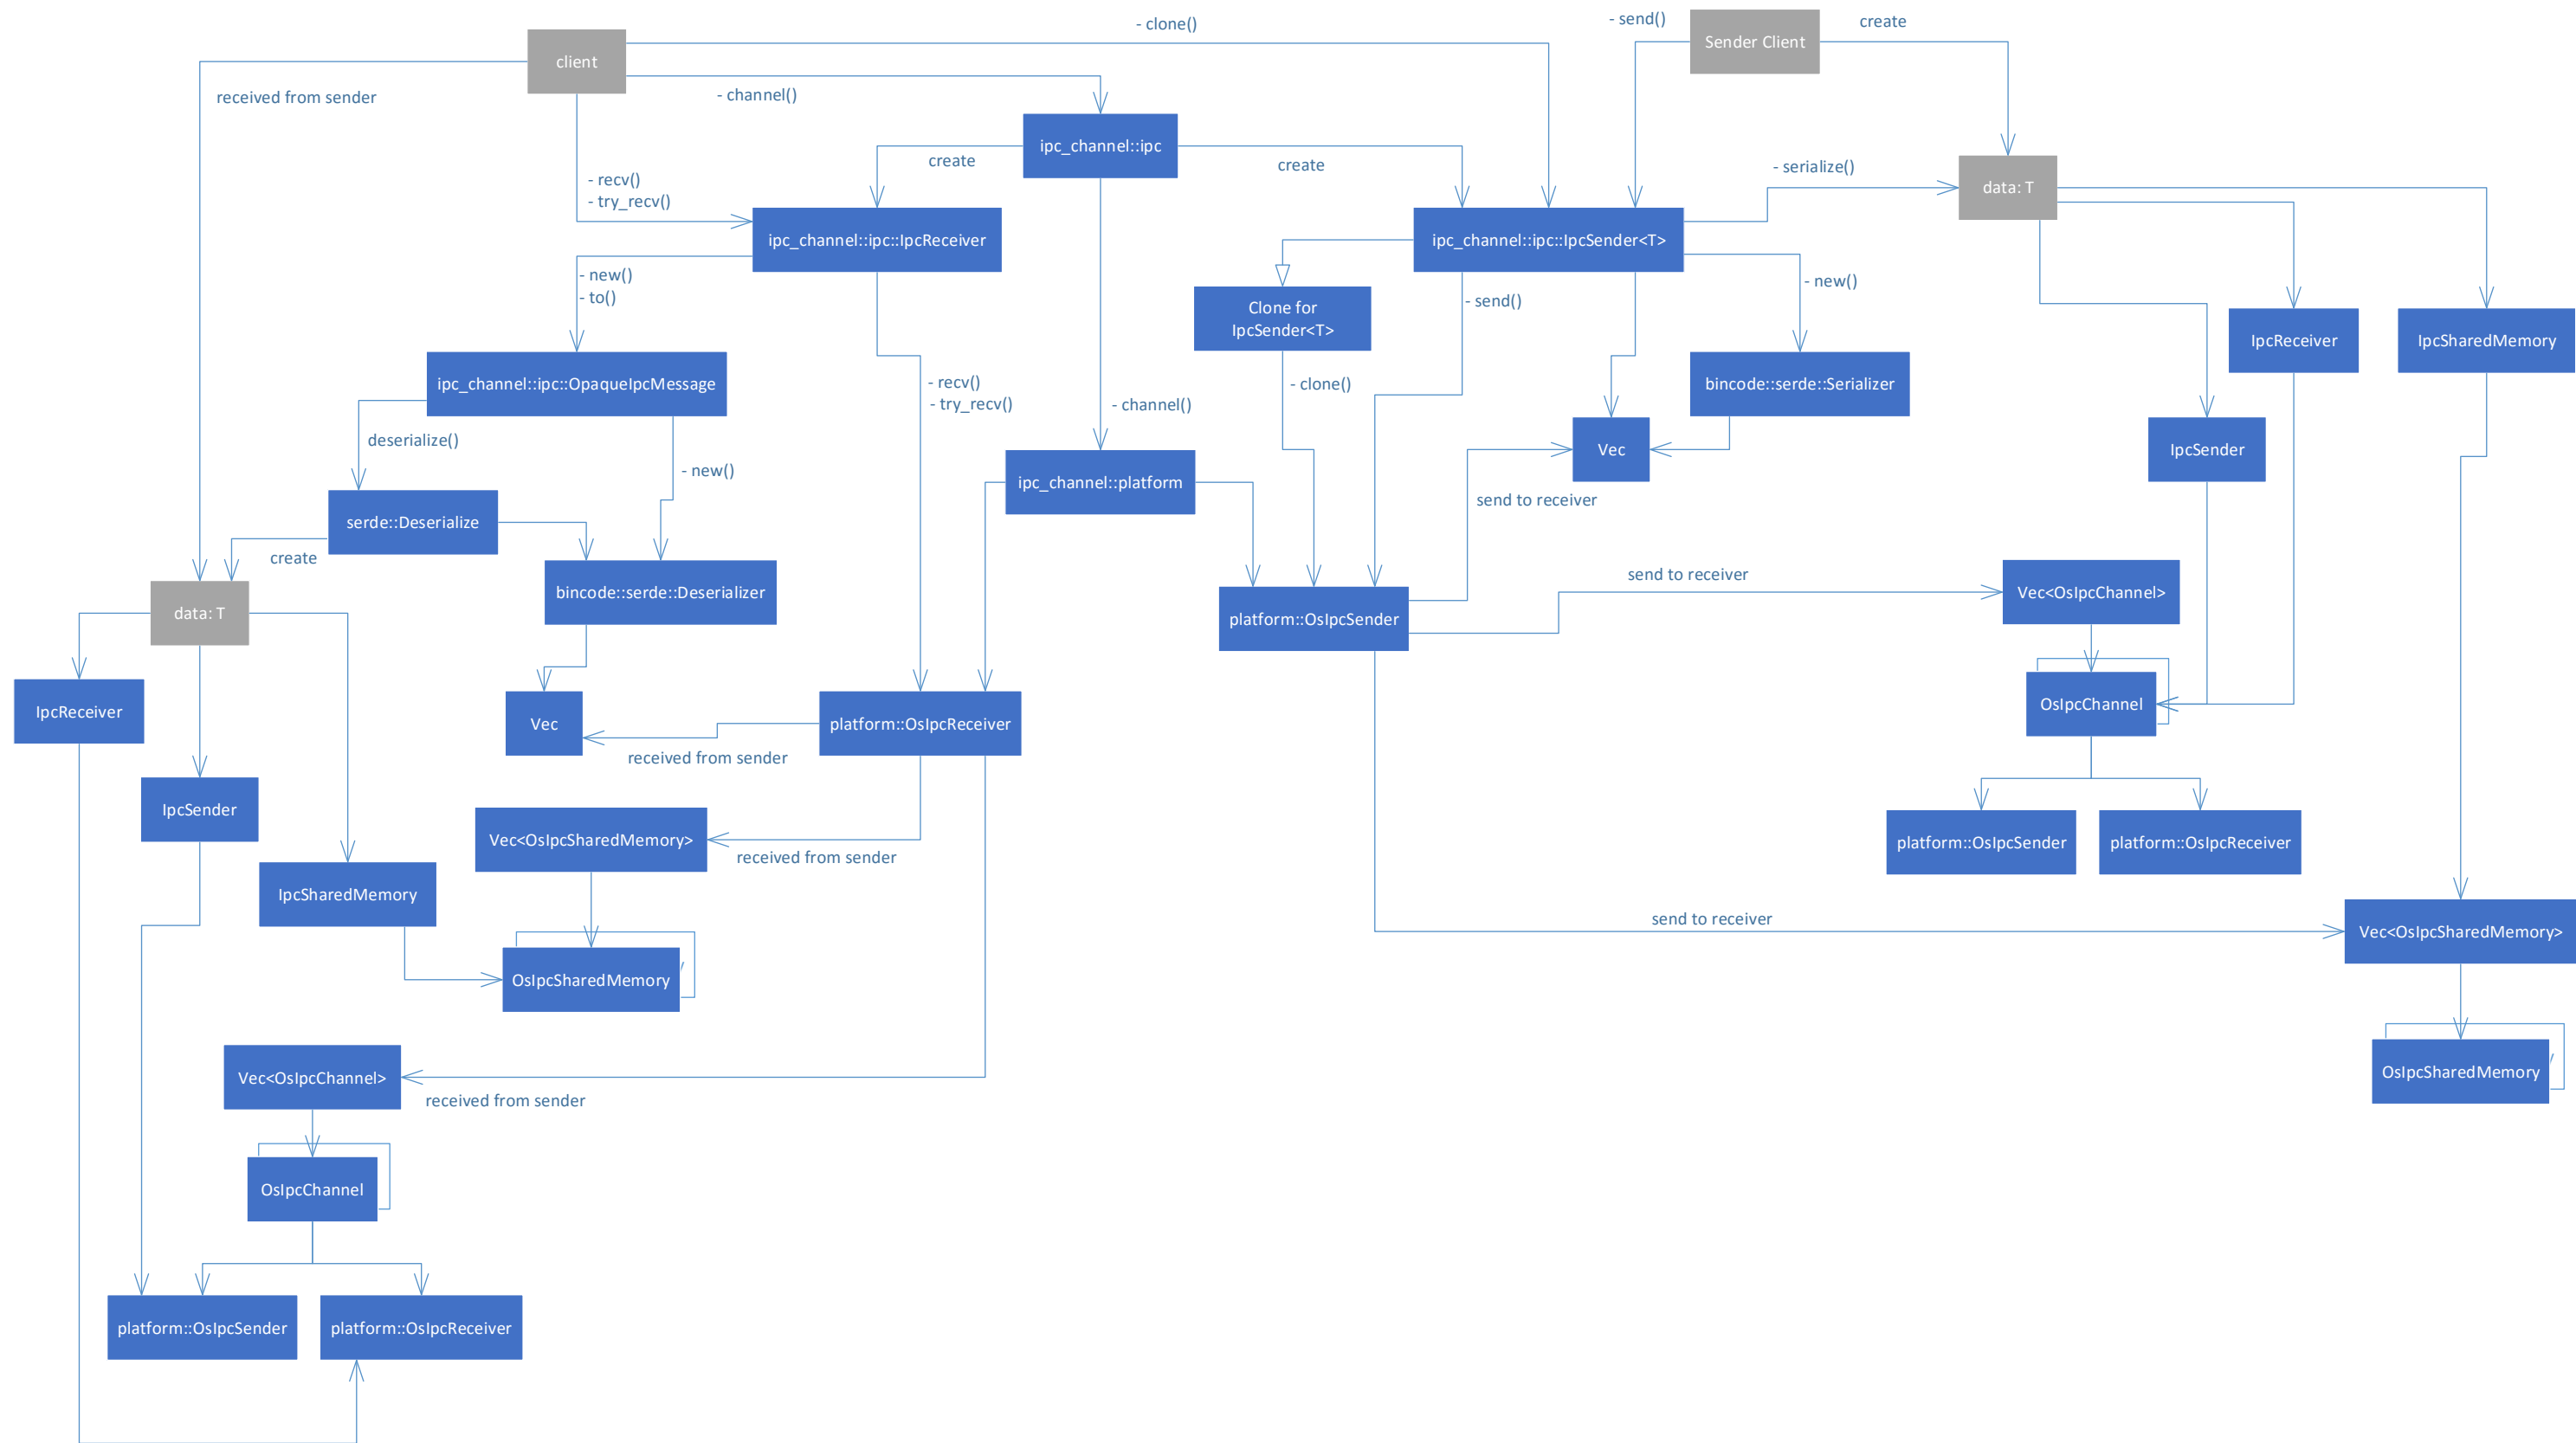 - clone()
- send()
create
Sender Client
client
received from sender
- channel()
ipc_channel::ipc
create
create
- serialize()
data: T
- recv()
- try_recv()
ipc_channel::ipc::IpcReceiver
ipc_channel::ipc::IpcSender<T>
- new()
- to()
- new()
Clone for
IpcSender<T>
- send()
IpcReceiver
IpcSharedMemory
ipc_channel::ipc::OpaqueIpcMessage
- recv()
- try_recv()
- clone()
bincode::serde::Serializer
- channel()
deserialize()
Vec
IpcSender
- new()
ipc_channel::platform
send to receiver
serde::Deserialize
create
bincode::serde::Deserializer
send to receiver
Vec<OsIpcChannel>
data: T
platform::OsIpcSender
IpcReceiver
Vec
platform::OsIpcReceiver
OsIpcChannel
received from sender
IpcSender
Vec<OsIpcSharedMemory>
received from sender
platform::OsIpcSender
platform::OsIpcReceiver
IpcSharedMemory
send to receiver
Vec<OsIpcSharedMemory>
OsIpcSharedMemory
OsIpcSharedMemory
Vec<OsIpcChannel>
received from sender
OsIpcChannel
platform::OsIpcSender
platform::OsIpcReceiver